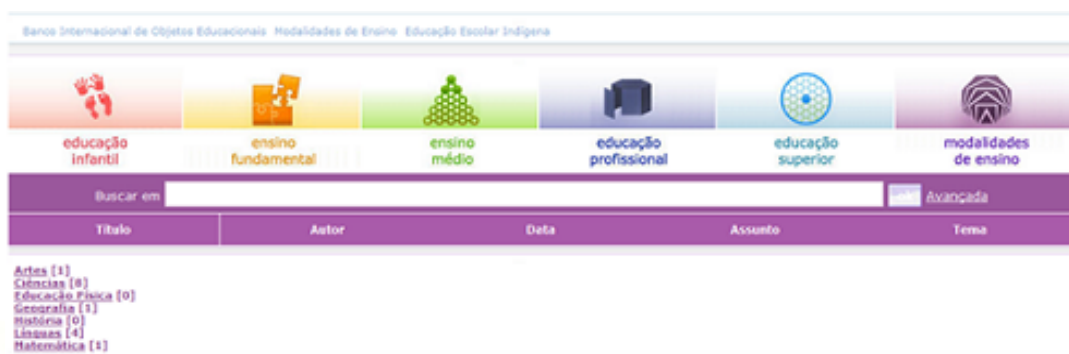 Banco Internacional de Objetos Educacionais Modalidades de Ensino Educação Escolar Indígena
educação infantil
ensino fundamental
ensino médio
educação profissional
educação superior
modalidades de ensino
Buscar em
Avançada
Título Autor Data Assunto Tema
Artes [1]
Ciências [8]
Educação Física [0]
Geografia [1]
História [0]
Línguas [4]
Matemática [1]